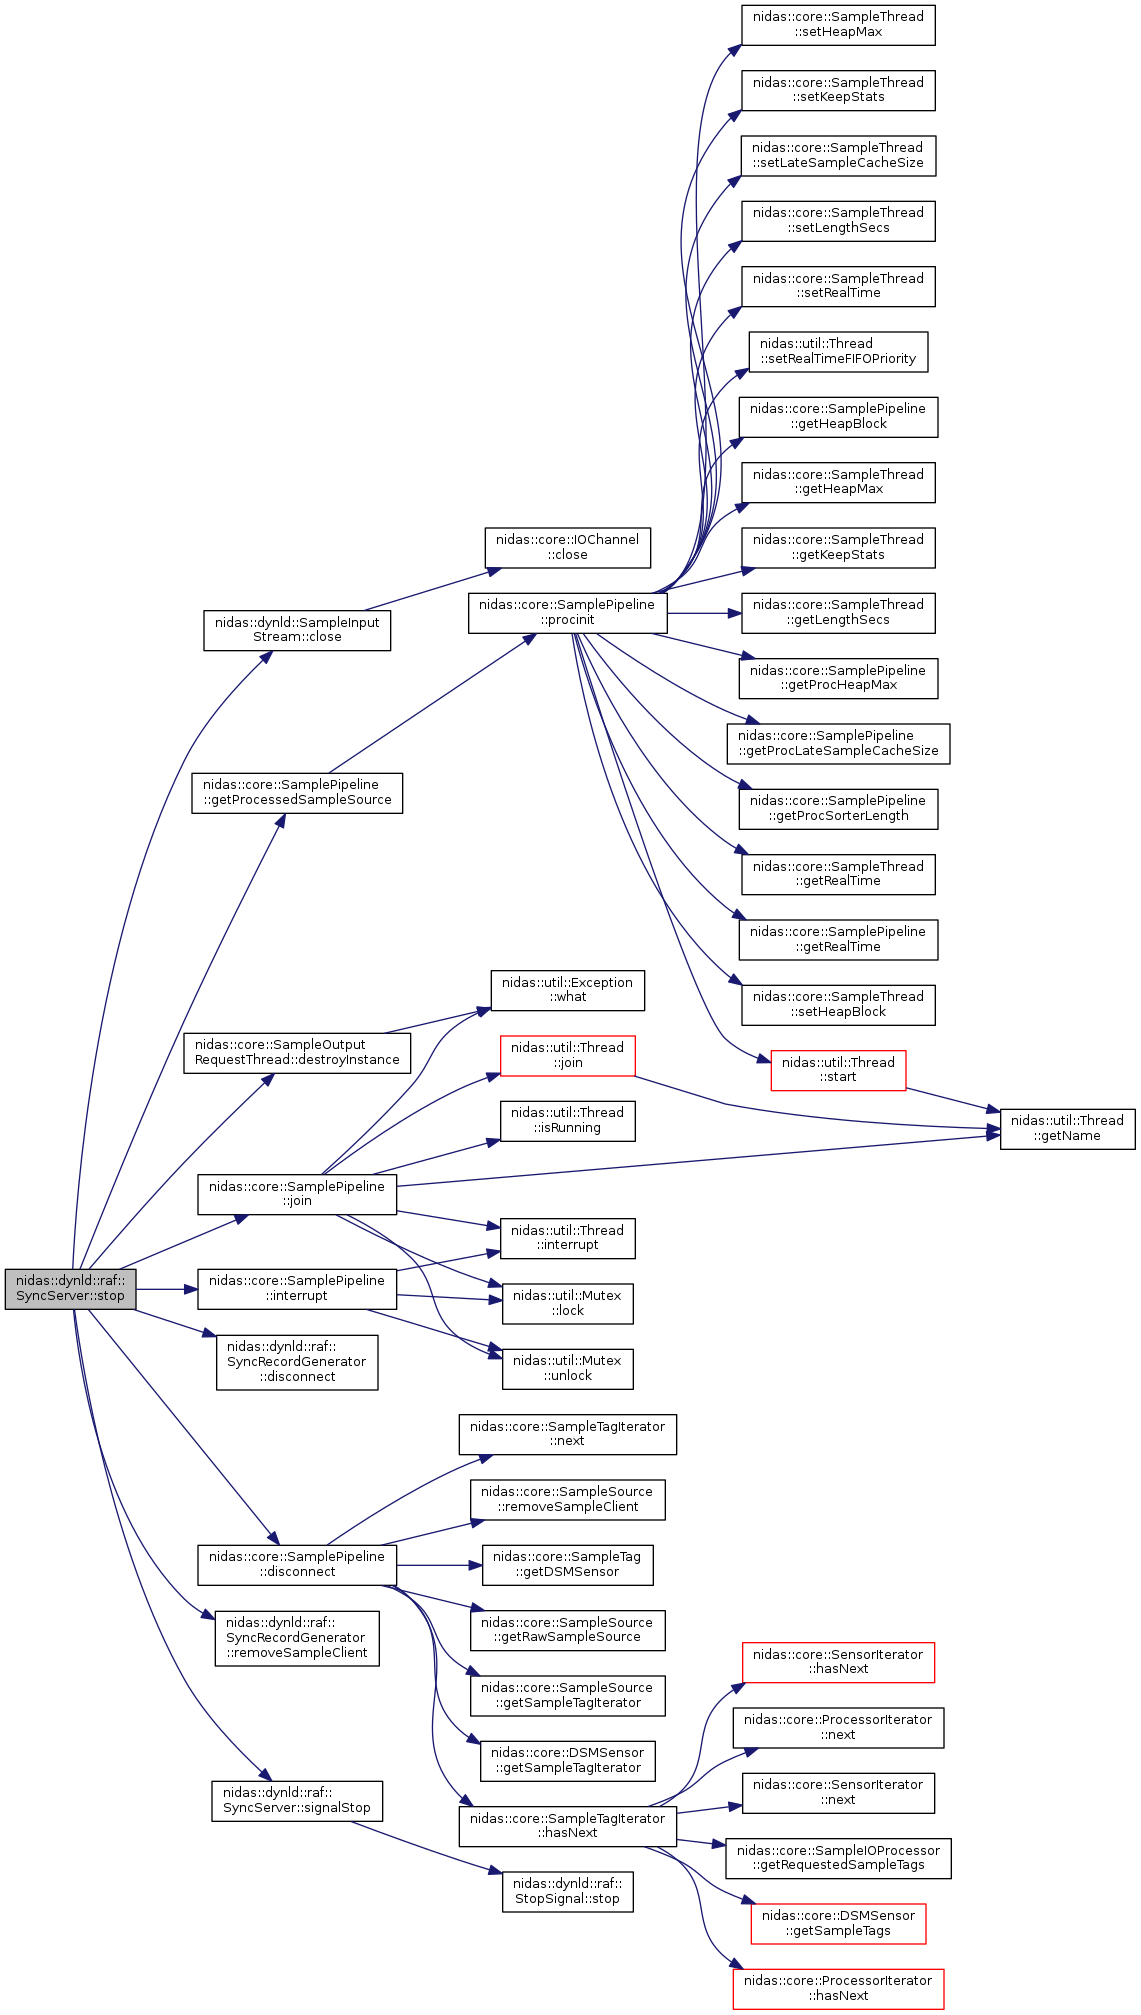 nidas::core::SampleThread
::setHeapMax
nidas::core::SampleThread
::setKeepStats
nidas::core::SampleThread
::setLateSampleCacheSize
nidas::core::SampleThread
::setLengthSecs
nidas::core::SampleThread
::setRealTime
nidas::util::Thread
::setRealTimeFIFOPriority
nidas::core::SamplePipeline
::getHeapBlock
nidas::core::SampleThread
::getHeapMax
nidas::core::IOChannel
::close
nidas::core::SampleThread
::getKeepStats
nidas::core::SamplePipeline
::procinit
nidas::core::SampleThread
::getLengthSecs
nidas::dynld::SampleInput
Stream::close
nidas::core::SamplePipeline
::getProcHeapMax
nidas::core::SamplePipeline
::getProcLateSampleCacheSize
nidas::core::SamplePipeline
::getProcessedSampleSource
nidas::core::SamplePipeline
::getProcSorterLength
nidas::core::SampleThread
::getRealTime
nidas::core::SamplePipeline
::getRealTime
nidas::util::Exception
::what
nidas::core::SampleThread
::setHeapBlock
nidas::core::SampleOutput
RequestThread::destroyInstance
nidas::util::Thread
::join
nidas::util::Thread
::start
nidas::util::Thread
::isRunning
nidas::util::Thread
::getName
nidas::core::SamplePipeline
::join
nidas::util::Thread
::interrupt
nidas::dynld::raf::
SyncServer::stop
nidas::core::SamplePipeline
::interrupt
nidas::util::Mutex
::lock
nidas::dynld::raf::
SyncRecordGenerator
::disconnect
nidas::util::Mutex
::unlock
nidas::core::SampleTagIterator
::next
nidas::core::SampleSource
::removeSampleClient
nidas::core::SamplePipeline
::disconnect
nidas::core::SampleTag
::getDSMSensor
nidas::dynld::raf::
SyncRecordGenerator
::removeSampleClient
nidas::core::SampleSource
::getRawSampleSource
nidas::core::SampleSource
::getSampleTagIterator
nidas::core::SensorIterator
::hasNext
nidas::core::ProcessorIterator
::next
nidas::core::DSMSensor
::getSampleTagIterator
nidas::dynld::raf::
SyncServer::signalStop
nidas::core::SensorIterator
::next
nidas::core::SampleTagIterator
::hasNext
nidas::core::SampleIOProcessor
::getRequestedSampleTags
nidas::dynld::raf::
StopSignal::stop
nidas::core::DSMSensor
::getSampleTags
nidas::core::ProcessorIterator
::hasNext